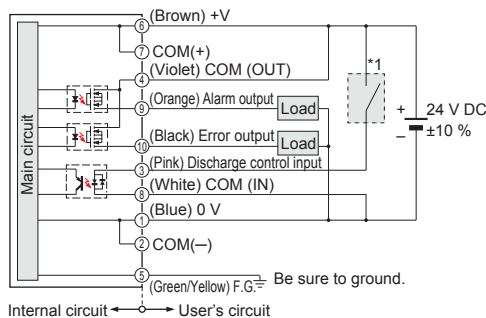 (Brown) +V
6
7 COM(+)
*1
(Violet) COM (OUT)
4
(Orange) Alarm output
9
Load
+ 24 V DC
– ±10 %
(Black) Error output
10
Load
(Pink) Discharge control input
3
(White) COM (IN)
8
(Blue) 0 V
1
2 COM(—)
5
(Green/Yellow) F.G.
Be sure to ground.
Main circuit
Internal circuit User's circuit